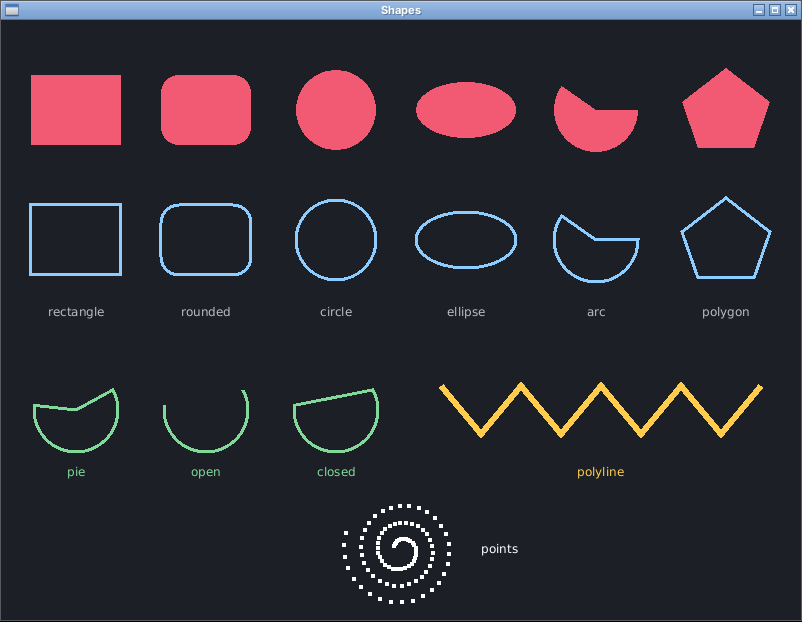 Shapes
rectangle rounded circle ellipse arc polygon
pie open closed polyline
points